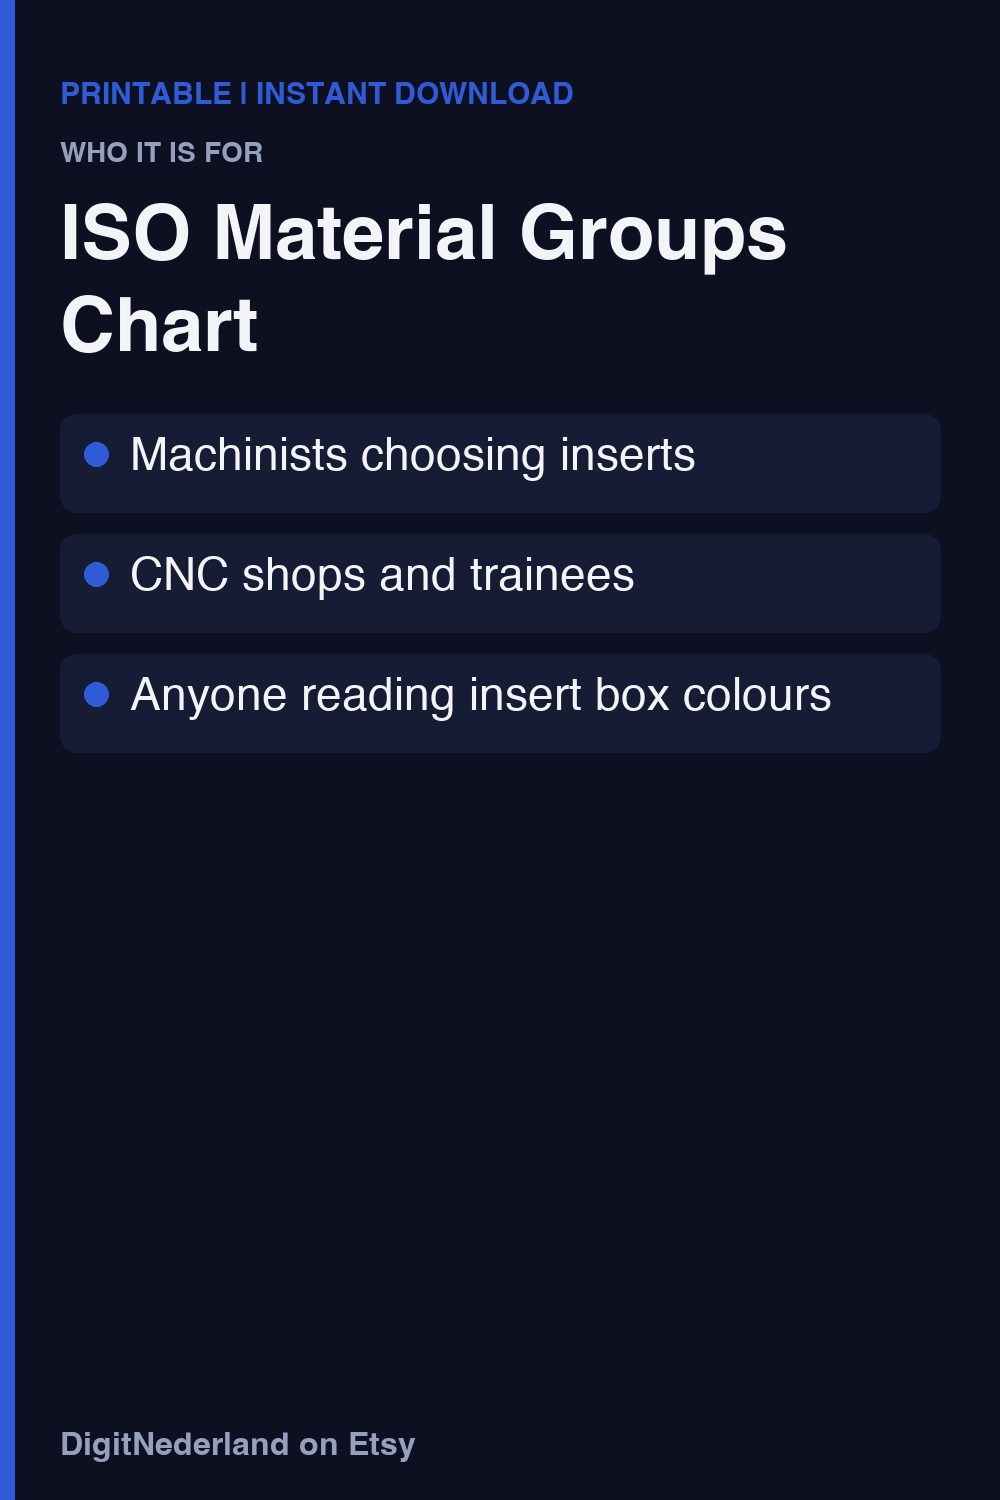 PRINTABLE | INSTANT DOWNLOAD
WHO IT IS FOR
ISO Material Groups
Chart
Machinists choosing inserts
CNC shops and trainees
Anyone reading insert box colours
DigitNederland on Etsy